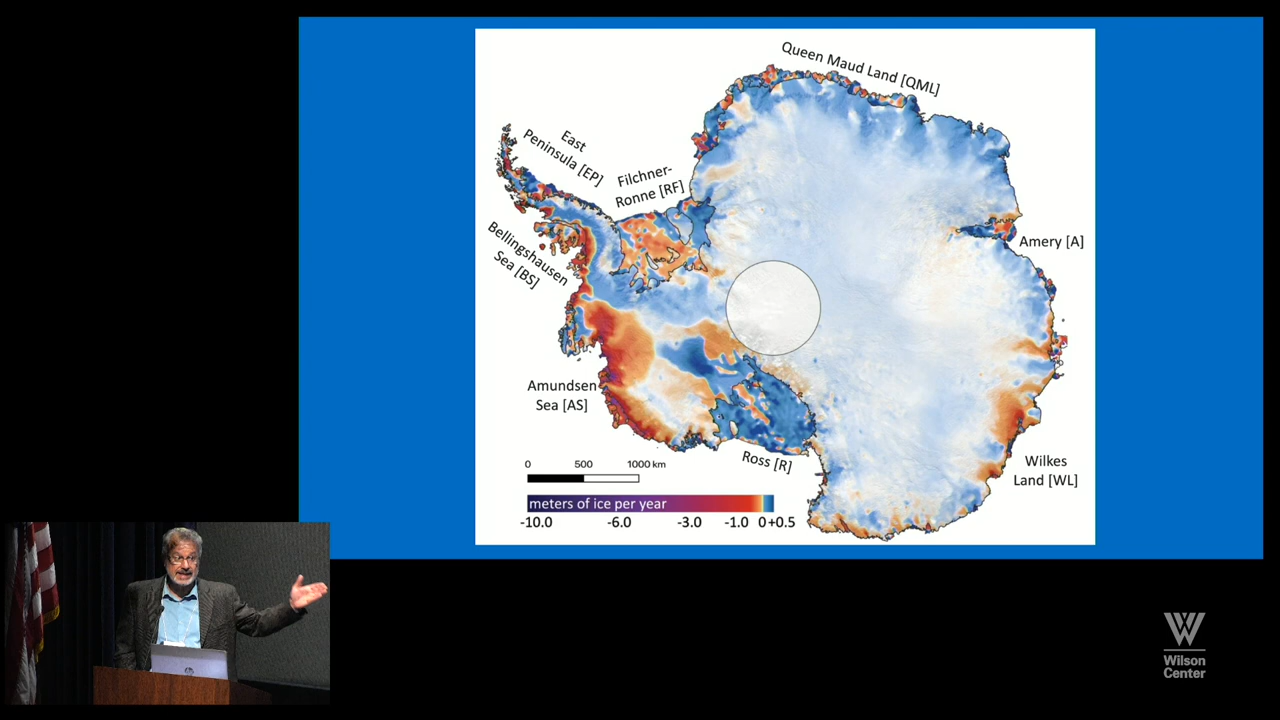 Queen Maud Land [QML]
East
Peninsula [EP]
Filchner-
Ronne [RF]
Bellingshausen
Sea [BS]
Amery [A]
Amundsen
Sea [AS]
Ross [R]
Wilkes
Land [WL]
0 500 1000 km
meters of ice per year
-10.0 -6.0 -3.0 -1.0 0 +0.5
Wilson
Center